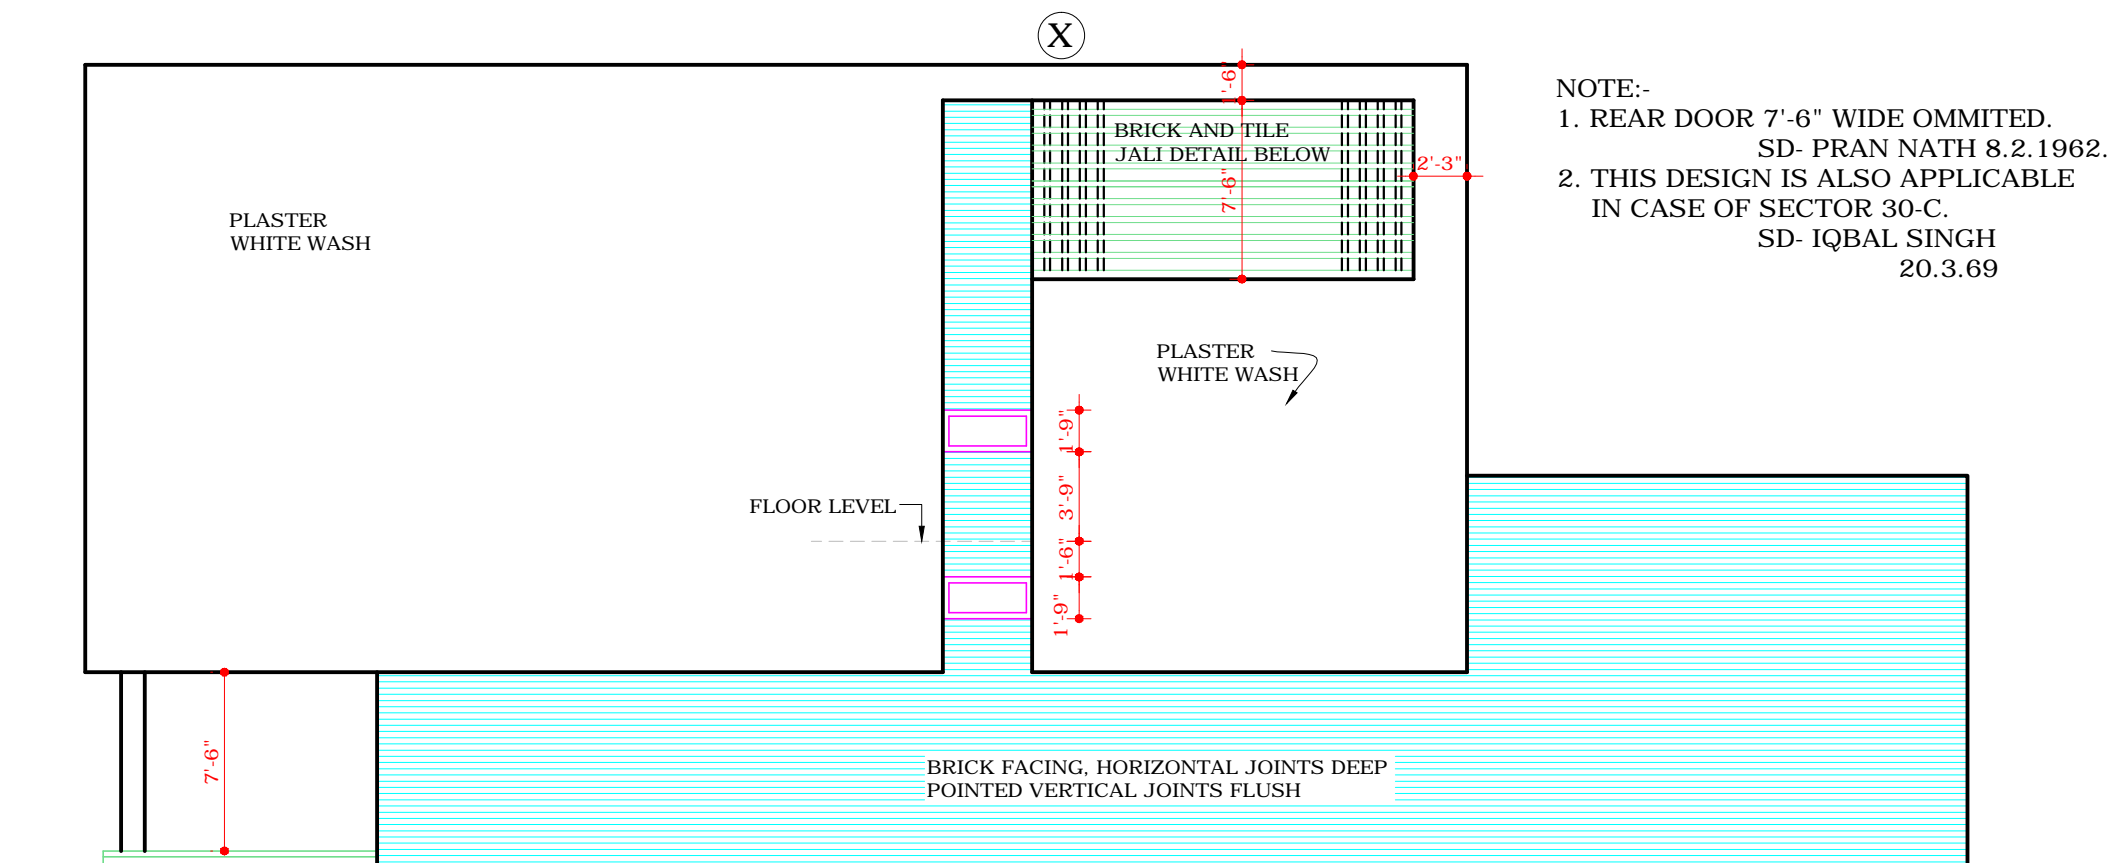 X
1'-6"
NOTE:-
1. REAR DOOR 7'-6" WIDE OMMITED.
SD- PRAN NATH 8.2.1962.
2. THIS DESIGN IS ALSO APPLICABLE
IN CASE OF SECTOR 30-C.
SD- IQBAL SINGH
20.3.69
BRICK AND TILE
JALI DETAIL BELOW
2'-3"
7'-6"
PLASTER
WHITE WASH
PLASTER
WHITE WASH
1'-9"
FLOOR LEVEL
3'-9"
1'-6"
1'-9"
7'-6"
BRICK FACING, HORIZONTAL JOINTS DEEP
POINTED VERTICAL JOINTS FLUSH